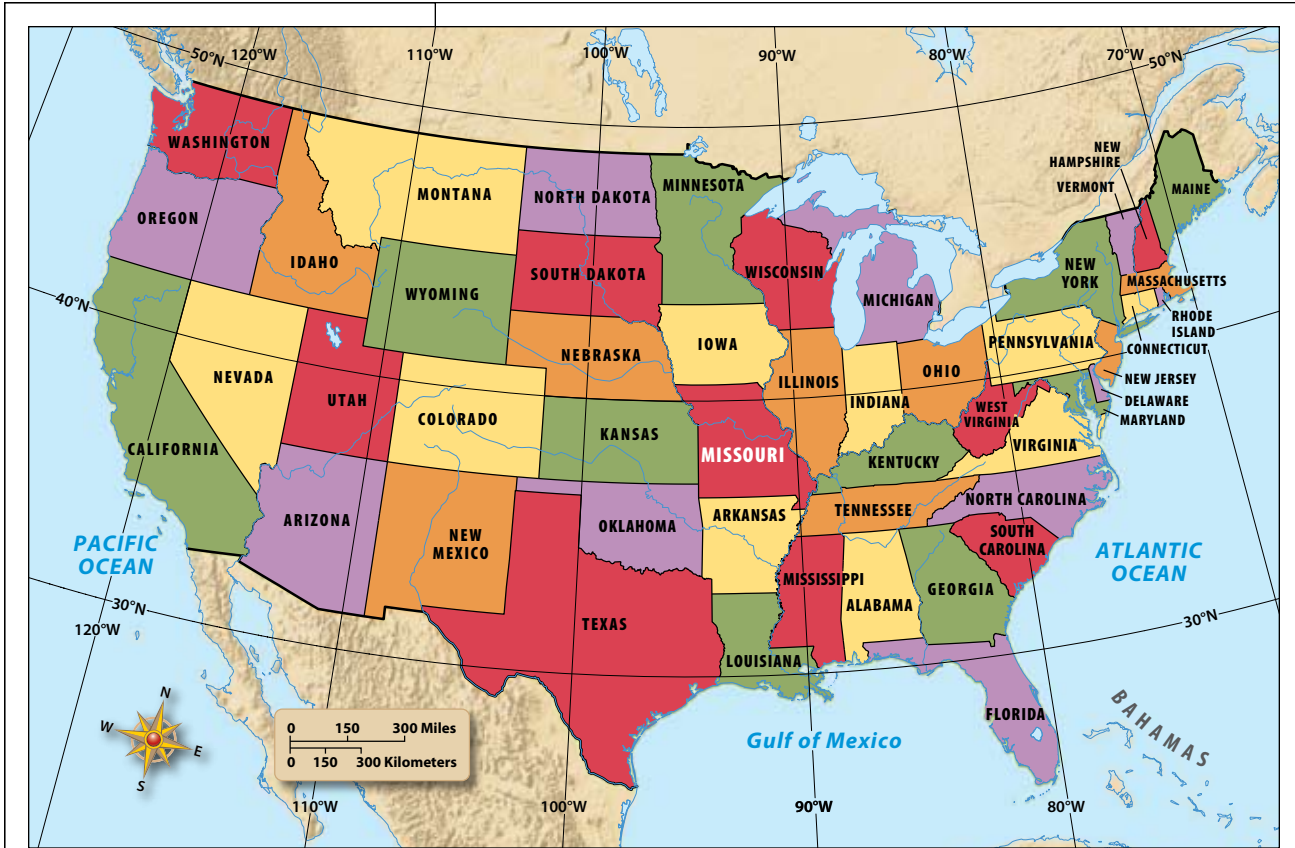 120°W
50°N
110°W
100°W
90°W
80°W
70°W
50°N
WASHINGTON
MONTANA
NORTH DAKOTA
MINNESOTA
NEW
HAMPSHIRE
VERMONT
MAINE
OREGON
IDAHO
SOUTH DAKOTA
WISCONSIN
WYOMING
MICHIGAN
NEW
YORK
MASSACHUSETTS
RHODE
ISLAND
CONNECTICUT
40°N
40°N
NEBRASKA
IOWA
PENNSYLVANIA
NEW JERSEY
DELAWARE
MARYLAND
NEVADA
UTAH
COLORADO
KANSAS
MISSOURI
ILLINOIS
INDIANA
OHIO
WEST
VIRGINIA
VIRGINIA
CALIFORNIA
KENTUCKY
ARIZONA
NEW
MEXICO
OKLAHOMA
ARKANSAS
TENNESSEE
NORTH CAROLINA
SOUTH
CAROLINA
PACIFIC
OCEAN
ATLANTIC
OCEAN
MISSISSIPPI
ALABAMA
GEORGIA
30°N
120°W
TEXAS
LOUISIANA
30°N
FLORIDA
Gulf of Mexico
BAHAMAS
N
W
E
S
0 150 300 Miles
0 150 300 Kilometers
110°W
100°W
90°W
80°W